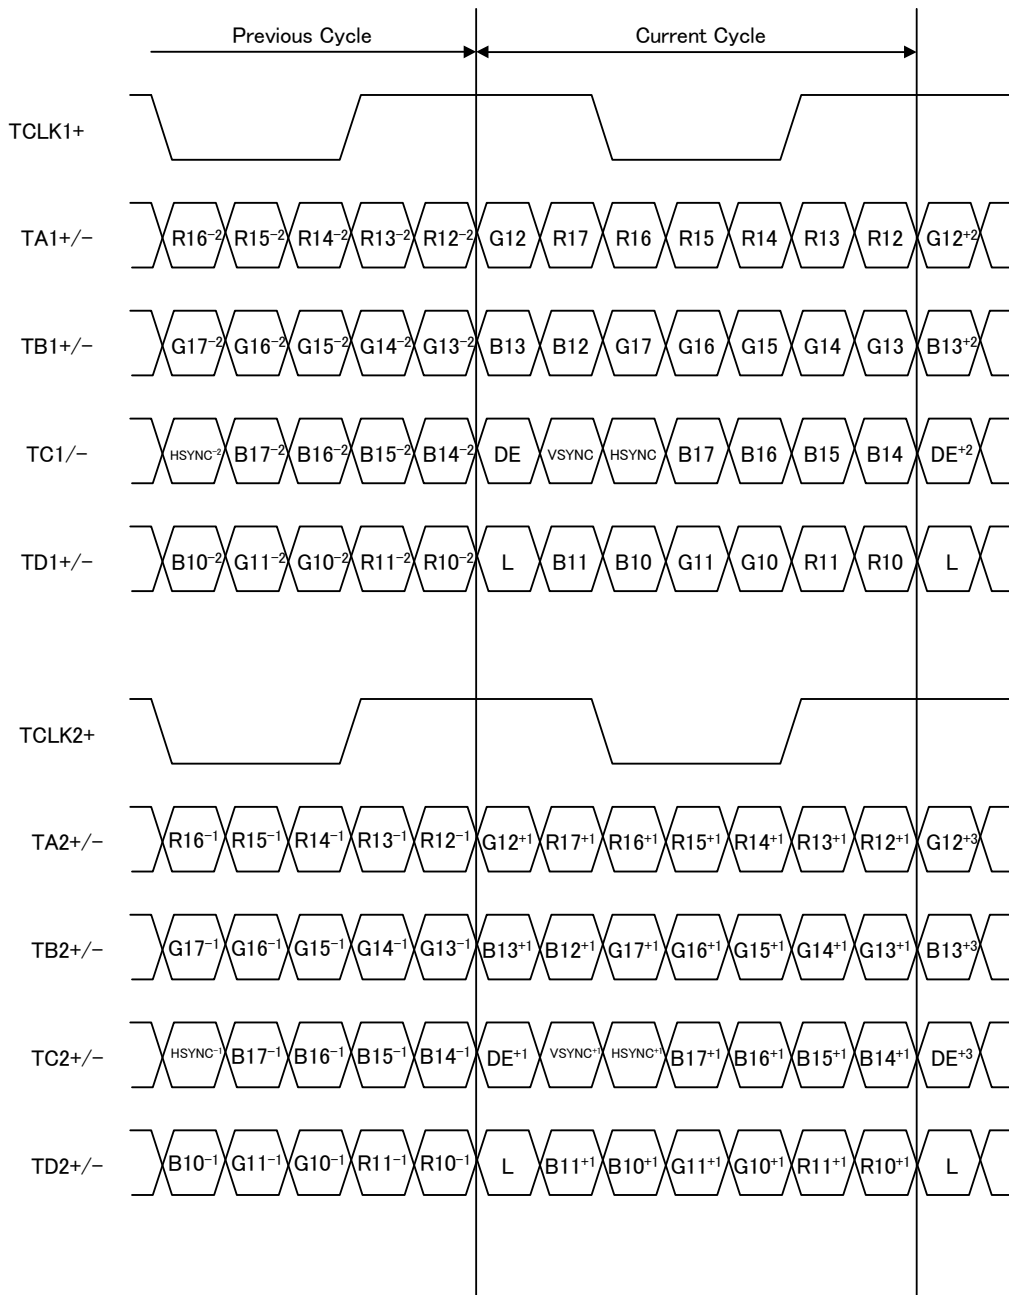 Previous Cycle Current Cycle
TCLK1+
TA1+/- R16⁻² R15⁻² R14⁻² R13⁻² R12⁻² G12 R17 R16 R15 R14 R13 R12 G12⁺²
TB1+/- G17⁻² G16⁻² G15⁻² G14⁻² G13⁻² B13 B12 G17 G16 G15 G14 G13 B13⁺²
TC1/- HSYNC⁻² B17⁻² B16⁻² B15⁻² B14⁻² DE VSYNC HSYNC B17 B16 B15 B14 DE⁺²
TD1+/- B10⁻² G11⁻² G10⁻² R11⁻² R10⁻² L B11 B10 G11 G10 R11 R10 L
TCLK2+
TA2+/- R16⁻¹ R15⁻¹ R14⁻¹ R13⁻¹ R12⁻¹ G12⁺¹ R17⁺¹ R16⁺¹ R15⁺¹ R14⁺¹ R13⁺¹ R12⁺¹ G12⁺³
TB2+/- G17⁻¹ G16⁻¹ G15⁻¹ G14⁻¹ G13⁻¹ B13⁺¹ B12⁺¹ G17⁺¹ G16⁺¹ G15⁺¹ G14⁺¹ G13⁺¹ B13⁺³
TC2+/- HSYNC⁻¹ B17⁻¹ B16⁻¹ B15⁻¹ B14⁻¹ DE⁺¹ VSYNC⁺¹ HSYNC⁺¹ B17⁺¹ B16⁺¹ B15⁺¹ B14⁺¹ DE⁺³
TD2+/- B10⁻¹ G11⁻¹ G10⁻¹ R11⁻¹ R10⁻¹ L B11⁺¹ B10⁺¹ G11⁺¹ G10⁺¹ R11⁺¹ R10⁺¹ L